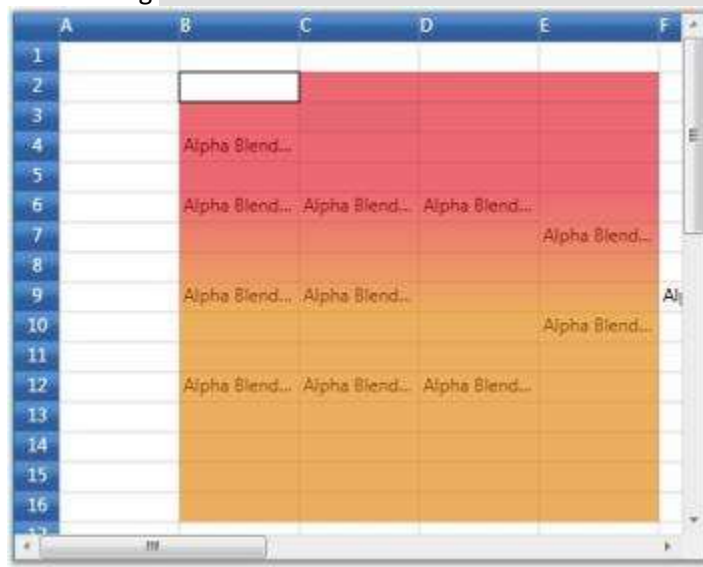 A B C D E F
1
2
3
4 Alpha Blend...
5
6 Alpha Blend... Alpha Blend... Alpha Blend...
7 Alpha Blend...
8
9 Alpha Blend... Alpha Blend...
10 Alpha Blend...
11
12 Alpha Blend... Alpha Blend... Alpha Blend...
13
14
15
16